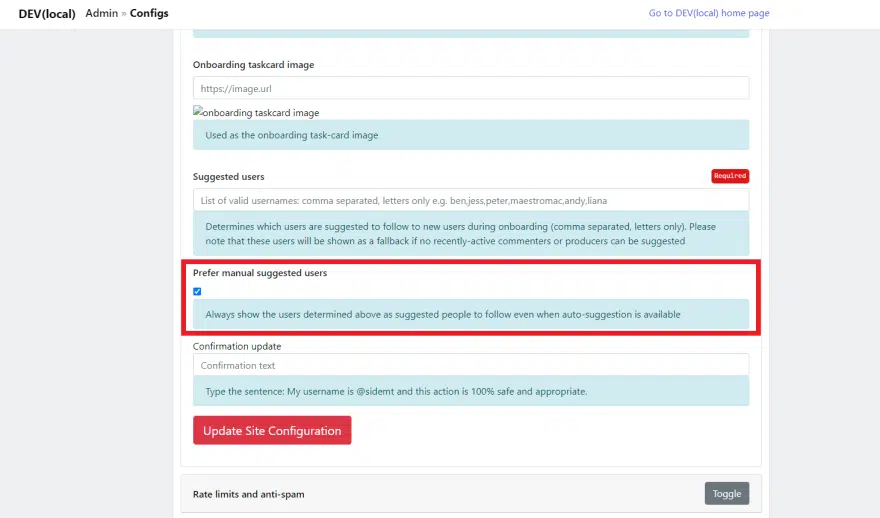 DEV(local) Admin » Configs Go to DEV(local) home page
Onboarding taskcard image
https://image.url
onboarding taskcard image
Used as the onboarding task-card image
Suggested users Required
List of valid usernames: comma separated, letters only e.g. ben,jess,peter,maestromac,andy,liana
Determines which users are suggested to follow to new users during onboarding (comma separated, letters only). Please
note that these users will be shown as a fallback if no recently-active commenters or producers can be suggested
Prefer manual suggested users
Always show the users determined above as suggested people to follow even when auto-suggestion is available
Confirmation update
Confirmation text
Type the sentence: My username is @sidemt and this action is 100% safe and appropriate.
Update Site Configuration
Rate limits and anti-spam Toggle